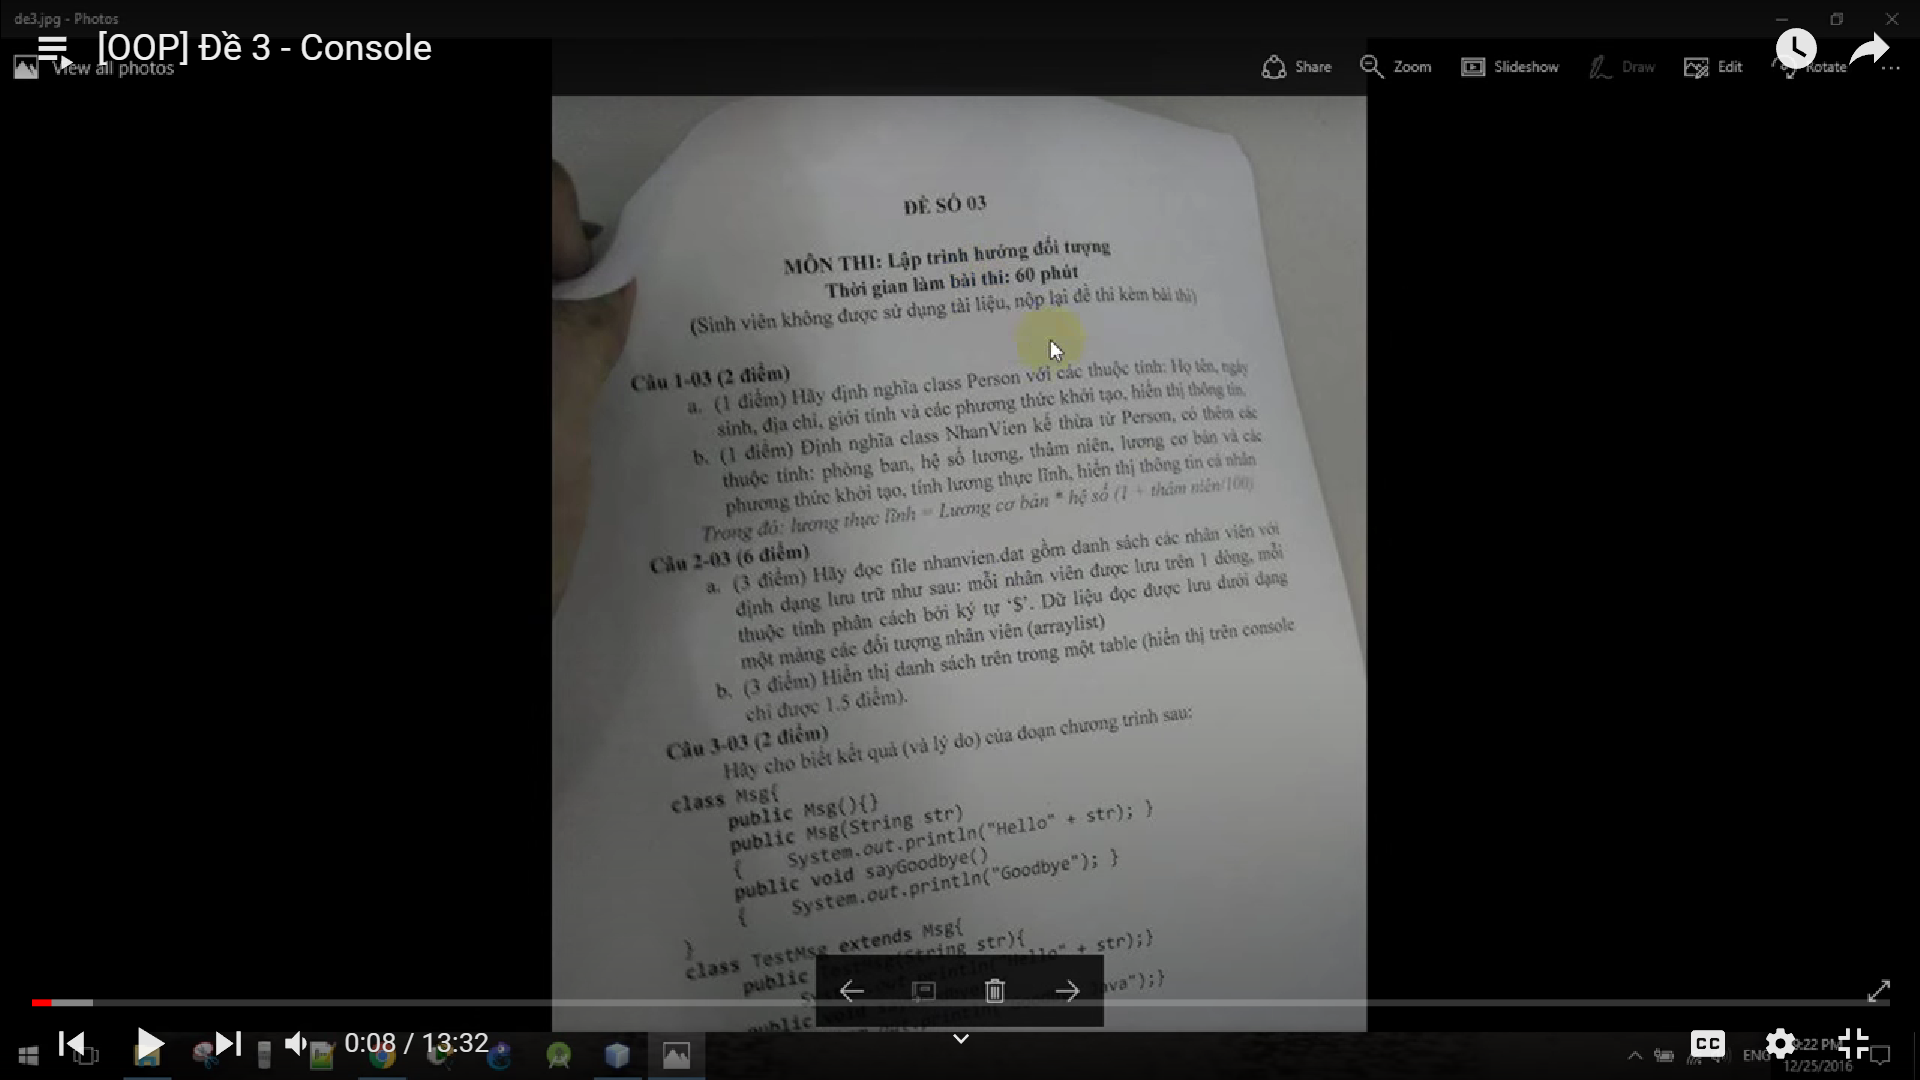 de3.jpg - Photos
[OOP] Đề 3 - Console
View all photos
Share
Zoom
Slideshow
Draw
Edit
Rotate
ĐỀ SỐ 03
MÔN THI: Lập trình hướng đối tượng
Thời gian làm bài thi: 60 phút
(Sinh viên không được sử dụng tài liệu, nộp lại đề thi kèm bài thi)
Câu 1-03 (2 điểm)
a. (1 điểm) Hãy định nghĩa class Person với các thuộc tính: Họ tên, ngày
sinh, địa chỉ, giới tính và các phương thức khởi tạo, hiển thị thông tin.
b. (1 điểm) Định nghĩa class NhanVien kế thừa từ Person, có thêm các
thuộc tính: phòng ban, hệ số lương, thâm niên, lương cơ bản và các
phương thức khởi tạo, tính lương thực lĩnh, hiển thị thông tin cá nhân
Trong đó: lương thực lĩnh = Lương cơ bản * hệ số (1 + thâm niên/100)
Câu 2-03 (6 điểm)
a. (3 điểm) Hãy đọc file nhanvien.dat gồm danh sách các nhân viên với
định dạng lưu trữ như sau: mỗi nhân viên được lưu trên 1 dòng, mỗi
thuộc tính phân cách bởi ký tự ‘$’. Dữ liệu đọc được lưu dưới dạng
một mảng các đối tượng nhân viên (arraylist)
b. (3 điểm) Hiển thị danh sách trên trong một table (hiển thị trên console
chỉ được 1.5 điểm).
Câu 3-03 (2 điểm)
Hãy cho biết kết quả (và lý do) của đoạn chương trình sau:
class Msg{
public Msg(){}
public Msg(String str)
{ System.out.println("Hello" + str); }
public void sayGoodbye()
{ System.out.println("Goodbye"); }
}
class TestMsg extends Msg{
public TestMsg(String str){
"Hello" + str);}
public void
Java");}
0:08 / 13:32
CC
ENG
9:22 PM
12/25/2016